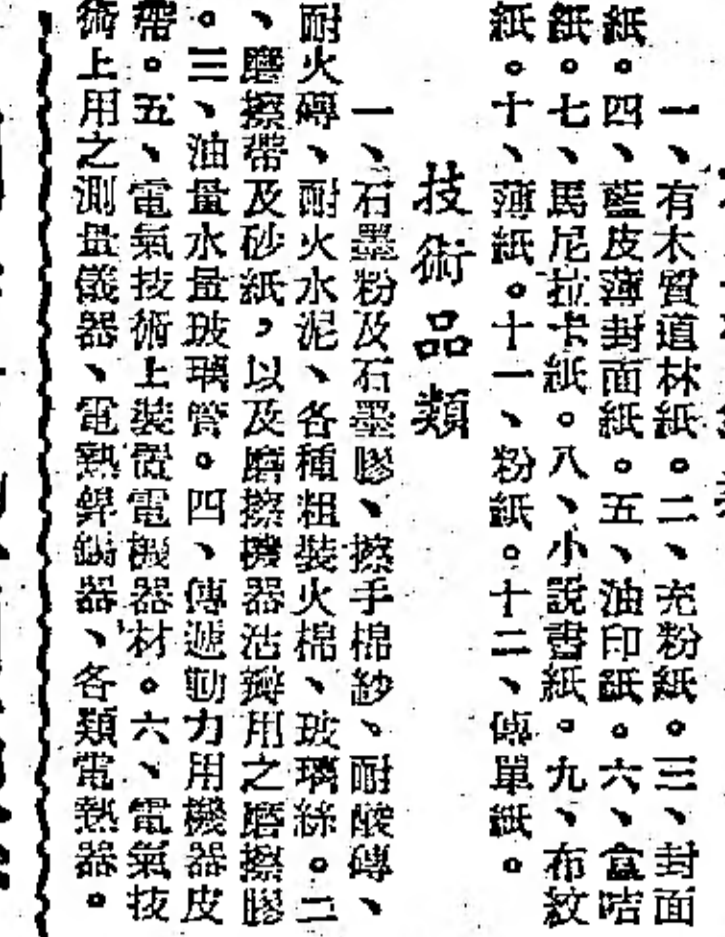 一、有木質道林紙。二、充粉紙。三、封面
紙。四、藍皮薄封面紙。五、油印紙。六、盒咭
紙。七、馬尼拉卡紙。八、小說書紙。九、布紋
紙。十、薄紙。十一、粉紙。十二、傳單紙。
技術品類
一、石墨粉及石墨膠、擦手棉紗、耐酸磚、
耐火磚、耐火水泥、各種粗裝火棉、玻璃絲。二
、磨擦帶及砂紙，以及磨擦機器活瓣用之磨擦膠
。三、油量水量玻璃管。四、傳遞動力用機器皮
帶。五、電氣技術上裝置電機器材。六、電氣技
術上用之測量儀器、電熱銲錫器、各類電熱器。